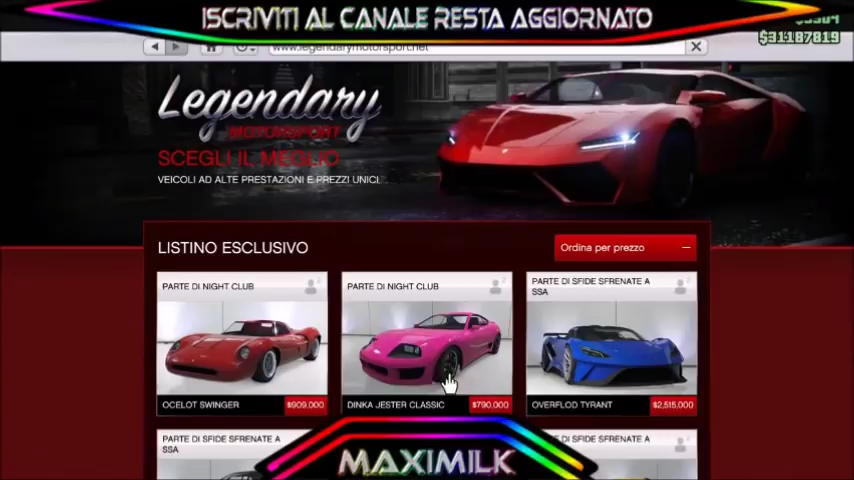 ISCRIVITI AL CANALE RESTA AGGIORNATO
$31187819
www.legendarymotorsport.net
Legendary
MOTORSPORT
SCEGLI IL MEGLIO
VEICOLI AD ALTE PRESTAZIONI E PREZZI UNICI.
LISTINO ESCLUSIVO
Ordina per prezzo
PARTE DI NIGHT CLUB
PARTE DI NIGHT CLUB
PARTE DI SFIDE SFRENATE A
SSA
OCELOT SWINGER
$909,000
DINKA JESTER CLASSIC
$790,000
OVERFLOD TYRANT
$2,515,000
PARTE DI SFIDE SFRENATE A
SSA
DI SFIDE SFRENATE A
MAXIMILK